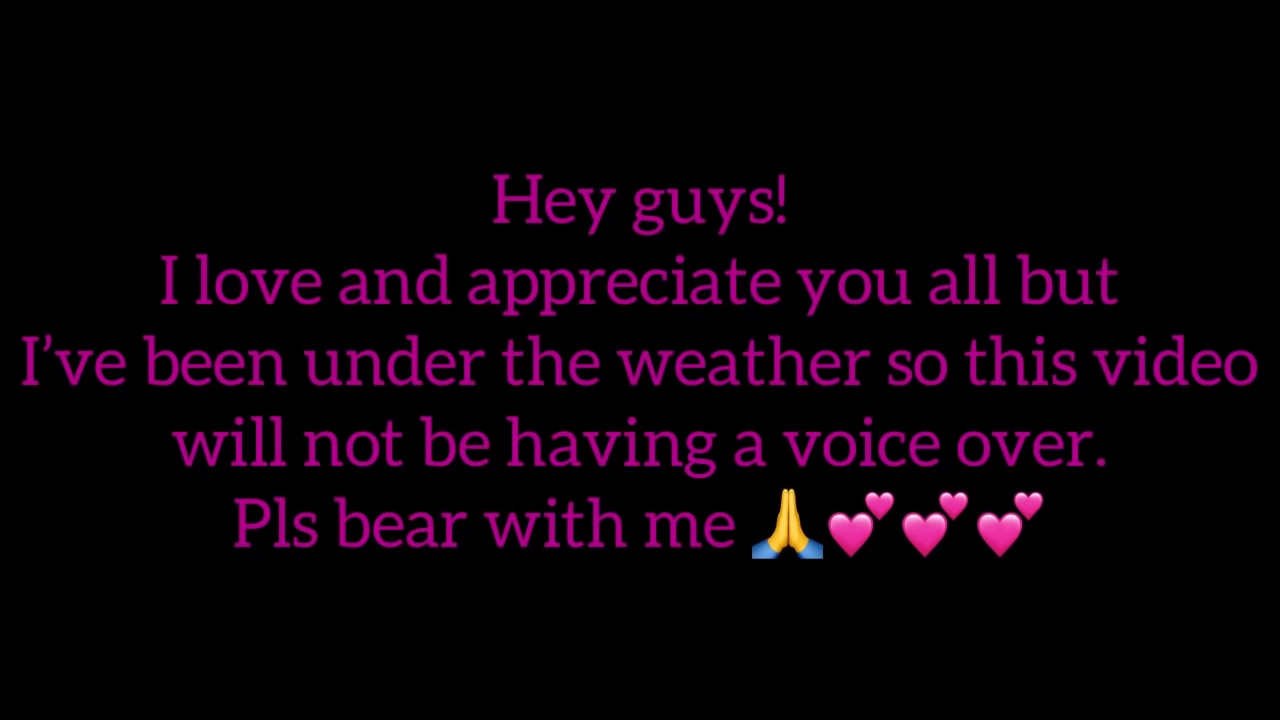 Hey guys!
I love and appreciate you all but
I’ve been under the weather so this video
will not be having a voice over.
Pls bear with me 🙏💕💕💕